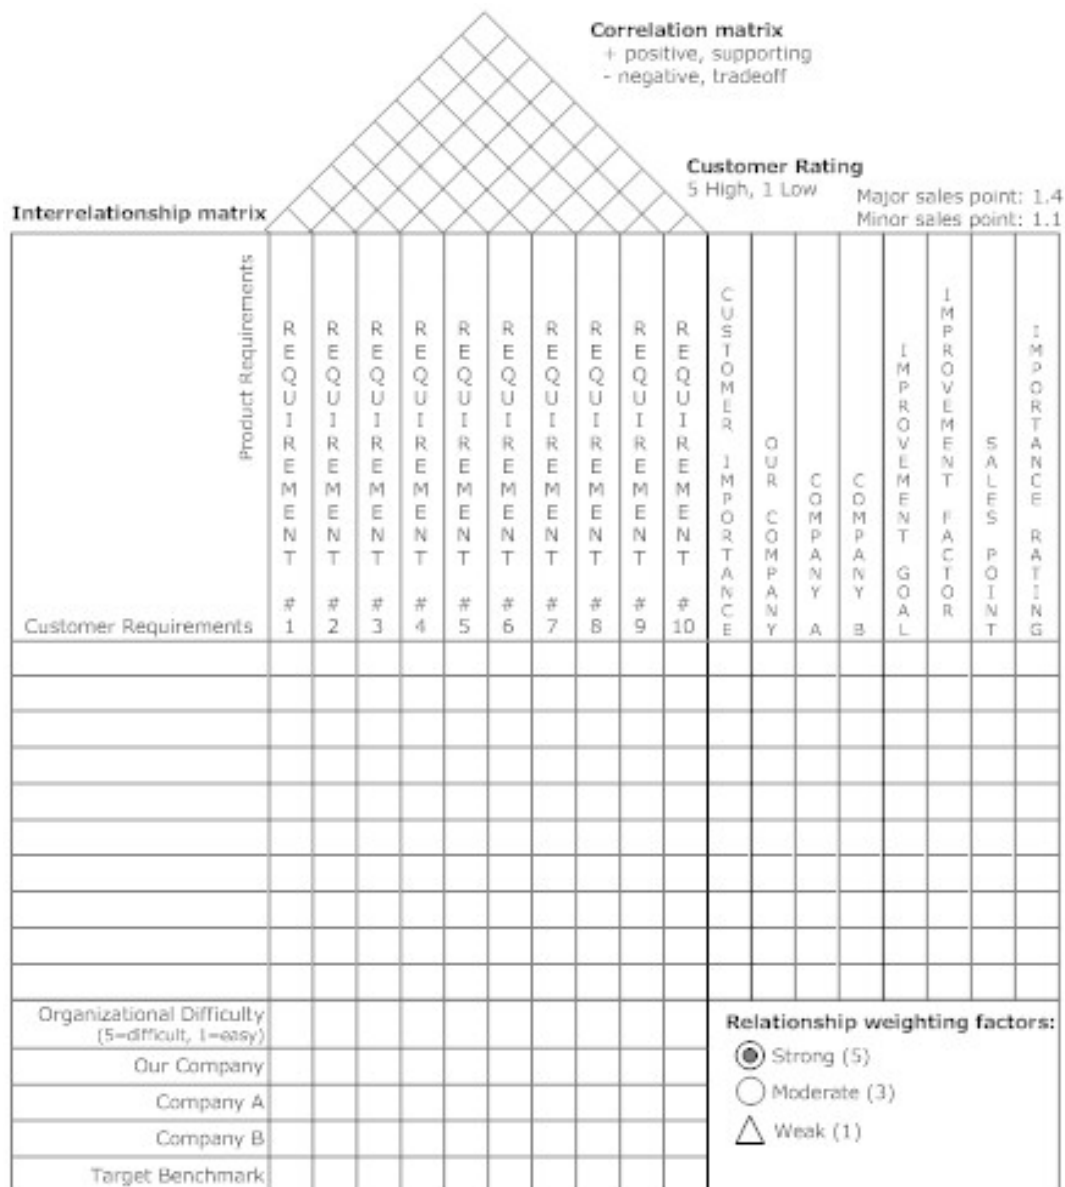 Correlation matrix
+ positive, supporting
- negative, tradeoff
Customer Rating
5 High, 1 Low
Major sales point: 1.4
Minor sales point: 1.1
Interrelationship matrix
Product Requirements
Customer Requirements
REQUIREMENT #1
REQUIREMENT #2
REQUIREMENT #3
REQUIREMENT #4
REQUIREMENT #5
REQUIREMENT #6
REQUIREMENT #7
REQUIREMENT #8
REQUIREMENT #9
REQUIREMENT #10
CUSTOMER IMPORTANCE
OUR COMPANY
COMPANY A
COMPANY B
IMPROVEMENT GOAL
IMPROVEMENT FACTOR
SALES POINT
IMPORTANCE RATING
Organizational Difficulty
(5=difficult, 1=easy)
Our Company
Company A
Company B
Target Benchmark
Relationship weighting factors:
Strong (5)
Moderate (3)
Weak (1)